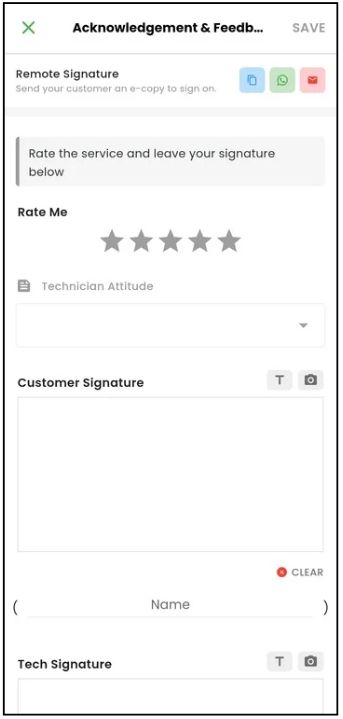 Acknowledgement & Feedb...
SAVE
Remote Signature
Send your customer an e-copy to sign on.
Rate the service and leave your signature
below
Rate Me
Technician Attitude
Customer Signature
T
CLEAR
( Name )
Tech Signature
T